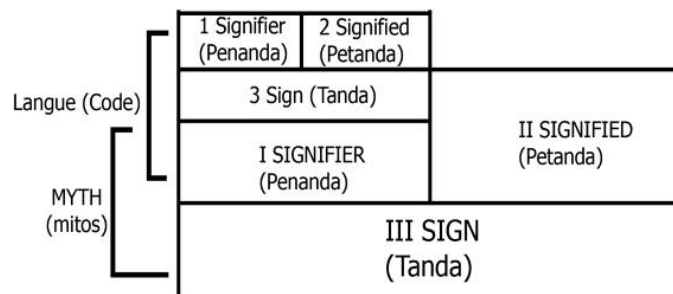 1 Signifier
(Penanda)
2 Signified
(Petanda)
Langue (Code)
3 Sign (Tanda)
I SIGNIFIER
(Penanda)
II SIGNIFIED
(Petanda)
MYTH
(mitos)
III SIGN
(Tanda)